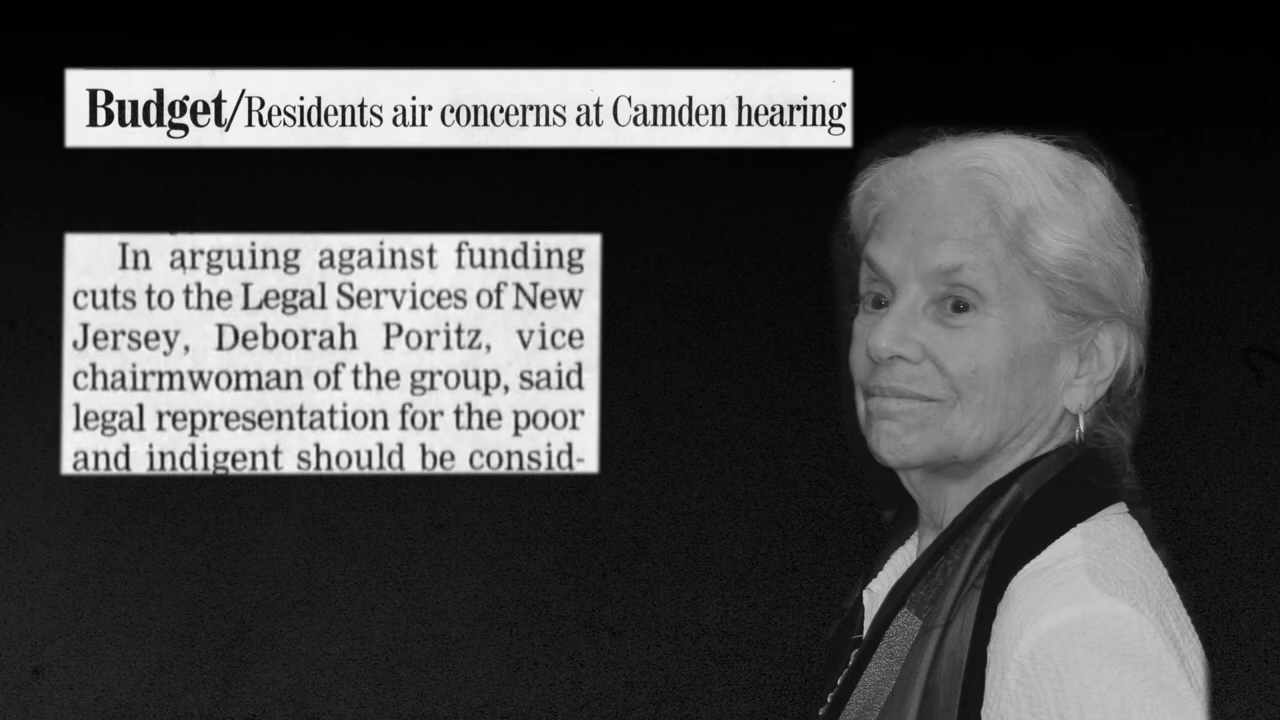 Budget/Residents air concerns at Camden hearing
In arguing against funding
cuts to the Legal Services of New
Jersey, Deborah Poritz, vice
chairmwoman of the group, said
legal representation for the poor
and indigent should be consid-